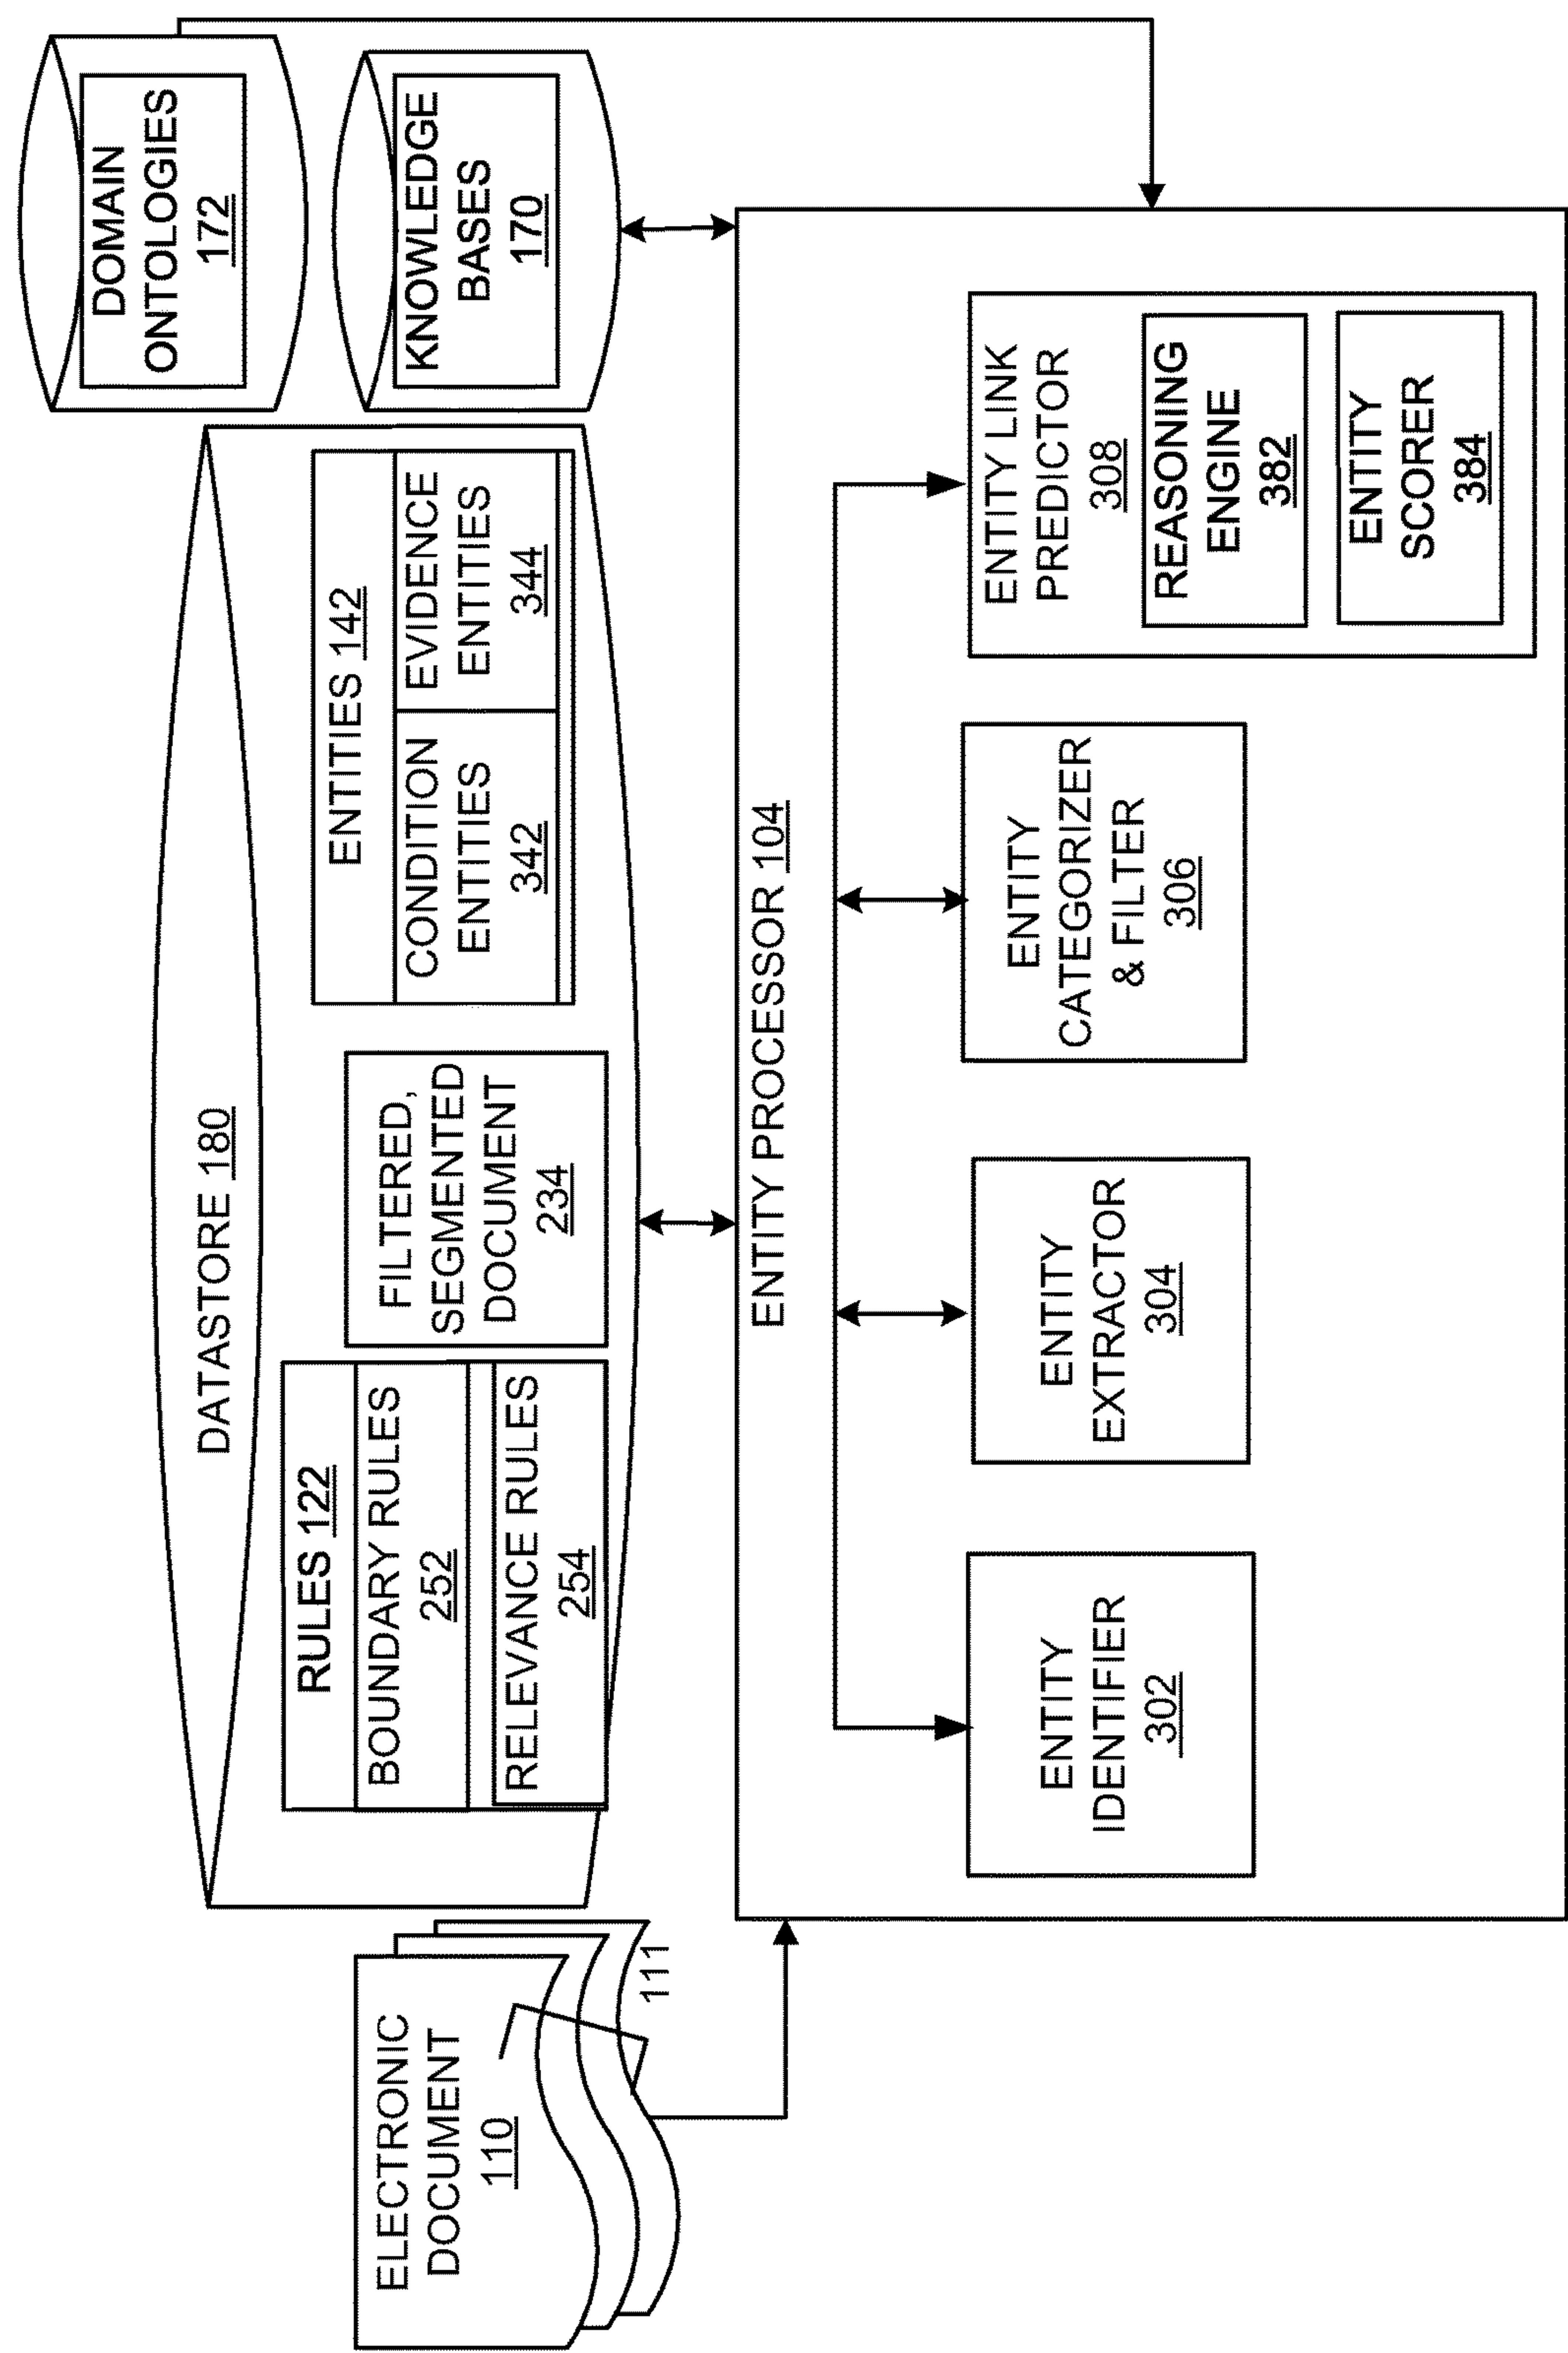 ELECTRONIC
DOCUMENT
110
111
DATASTORE 180
RULES 122
BOUNDARY RULES
252
RELEVANCE RULES
254
FILTERED,
SEGMENTED
DOCUMENT
234
ENTITIES 142
CONDITION
ENTITIES
342
EVIDENCE
ENTITIES
344
DOMAIN
ONTOLOGIES
172
KNOWLEDGE
BASES
170
ENTITY PROCESSOR 104
ENTITY
IDENTIFIER
302
ENTITY
EXTRACTOR
304
ENTITY
CATEGORIZER
& FILTER
306
ENTITY LINK
PREDICTOR
308
REASONING
ENGINE
382
ENTITY
SCORER
384